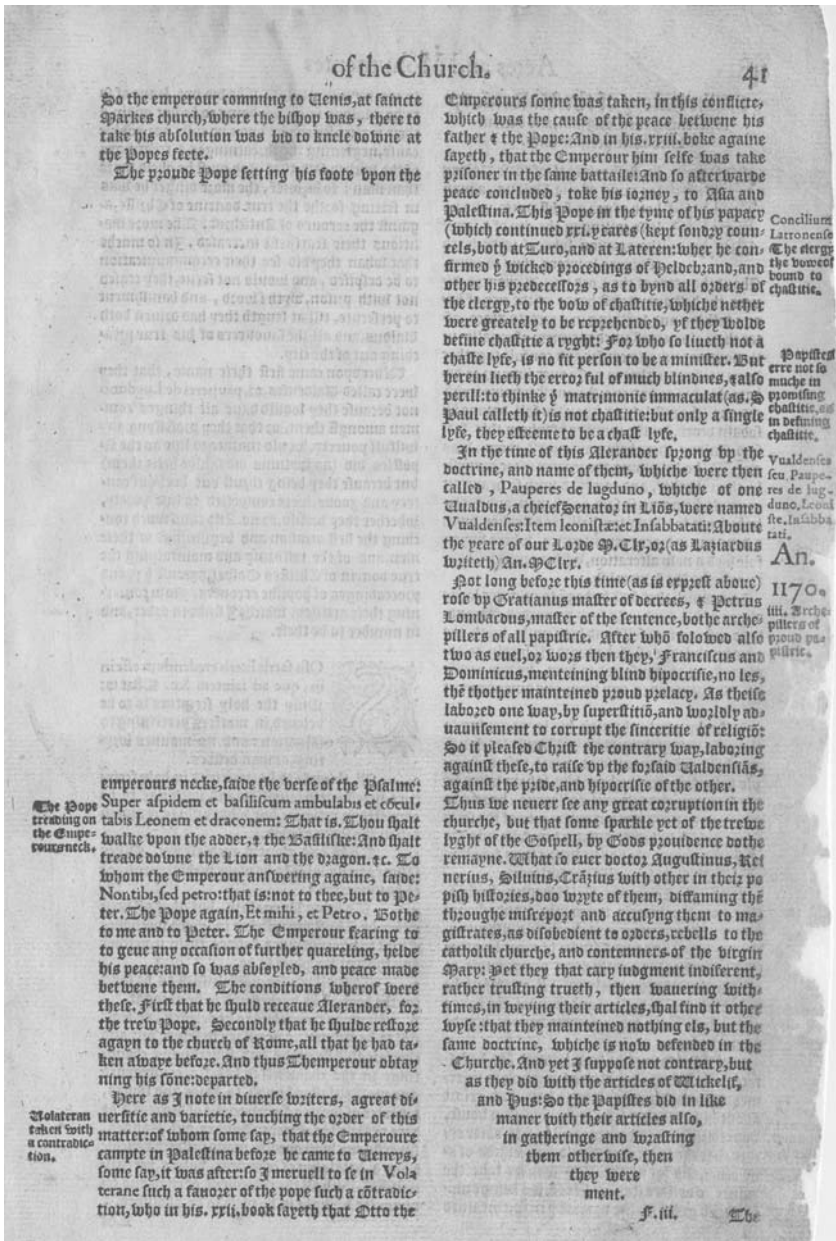 of the Church.
41
So the emperour comming to Uenis, at saincte
Markes church, where the bishop was, there to
take his absolution was bid to knele downe at
the Popes feete.
The proude Pope setting his foote vpon the
emperours necke, saide the verse of the Psalme:
Super aspidem et basiliscum ambulabis et cōcul-
tabis Leonem et draconem: That is. Thou shalt
walke vpon the adder, & the Basiliske: And shalt
treade downe the Lion and the dragon. &c. To
whom the Emperour answering againe, saide:
Nontibi, sed petro: that is: not to thee, but to Pe-
ter. The Pope again, Et mihi, et Petro. Bothe
to me and to Peter. The Emperour fearing to
to geue any occasion of further quareling, helde
his peace: and so was absoyled, and peace made
betwene them. The conditions wherof were
these. First that he shuld receaue Alexander, for
the trew Pope. Secondly that he shulde restore
agayn to the church of Rome, all that he had ta-
ken awaye before. And thus Themperour obtay
ning his sōne: departed.
Here as I note in diuerse writers, a great di-
uersitie and varietie, touching the order of this
matter: of whom some say, that the Emperoure
campte in Palestina before he came to Ueneys,
some say, it was after: so I meruell to se in Vola
terane such a fauorer of the pope such a cōtradic-
tion, who in his. xxii. book sayeth that Otto the
The Pope
treading on
the Empe-
rours neck.
Uolateran
taken with
a contradic-
tion.
Emperours sonne was taken, in this conflicte,
which was the cause of the peace betwene his
father & the Pope: And in his. xxiii. boke againe
sayeth, that the Emperour him selfe was take
prisoner in the same battaile: And so afterwarde
peace concluded, toke his iorney, to Asia and
Palestina. This Pope in the tyme of his papacy
(which continued xxi. yeares (kept sondry coun-
cels, both at Turo, and at Lateren: wher he con-
firmed yͤ wicked procedings of Heldebrand, and
other his predecessors, as to bynd all orders of
the clergy, to the vow of chastitie, whiche nether
were greately to be reprehended, yf they wolde
define chastitie a ryght: For who so liueth not a
chaste lyfe, is no fit person to be a minister. But
herein lieth the error ful of much blindnes, & also
perill: to thinke yͭ matrimonie immaculat (as. S
Paul calleth it) is not chastitie: but only a single
lyfe, they esteeme to be a chast lyfe.
In the time of this Alexander sprong vp the
doctrine, and name of them, whiche were then
called, Pauperes de lugduno, whiche of one
Ualdus, a cheief Senator in Liōs, were named
Vualdenses: Item leonistæ: et Insabbatati: Aboute
the yeare of our Lorde M. Clx, or (as Laziardus
writeth) An. MClxx.
Not long before this time (as is exprest aboue)
rose vp Gratianus master of decrees, & Petrus
Lombardus, master of the sentence, bothe arche-
pillers of all papistrie. After whō folowed also
two as euel, or wors then they, Franciscus and
Dominicus, menteining blind hipocrisie, no les,
thē thother mainteined proud prelacy. As theise
labored one way, by superstitiō, and worldly ad-
uaunsement to corrupt the sinceritie of religiō:
So it pleased Christ the contrary way, laboring
against these, to raise vp the forsaid Ualdensiās,
against the pride, and hipocrisie of the other.
Thus we neuerr see any great corruption in the
churche, but that some sparkle yet of the trewe
lyght of the Gospell, by Gods prouidence dothe
remayne. What so euer doctor Augustinus, Rei
nerius, Siluius, Crāzius with other in their po
pish histories, doo wryte of them, diffaming thē
throughe misreport and accusyng them to ma-
gistrates, as disobedient to orders, rebells to the
catholik churche, and contemners of the virgin
Mary: Yet they that cary iudgment indiferent,
rather trusting trueth, then wauering with-
times, in weying their articles, shal find it other
wyse: that they mainteined nothing els, but the
same doctrine, whiche is now defended in the
Churche. And yet I suppose not contrary, but
as they did with the articles of Wicklif,
and Hus: So the Papistes did in like
maner with their articles also,
in gatheringe and wrasting
them otherwise, then
they were
ment.
F.iii. The
Concilium
Latronense
The clergy
the vowe of
bound to
chastitie.
Papistes
erre not so
muche in
promising
chastitie, as
in defining
chastitie.
Vualdenses
seu, Paupe-
res de lug-
duno, Leoni
ste. Insabba
tati.
An.
1170.
iiii. Arche
pillers of
proud pa-
pistrie.